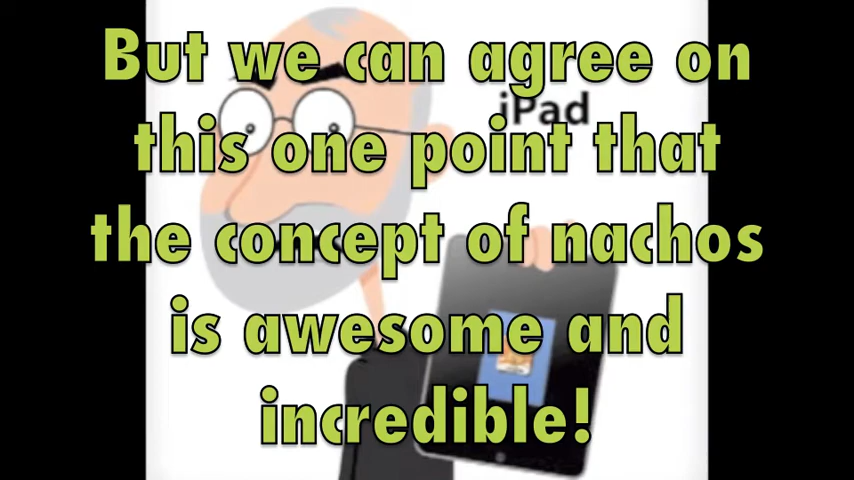 But we can agree on
iPad
this one point that
the concept of nachos
is awesome and
incredible!